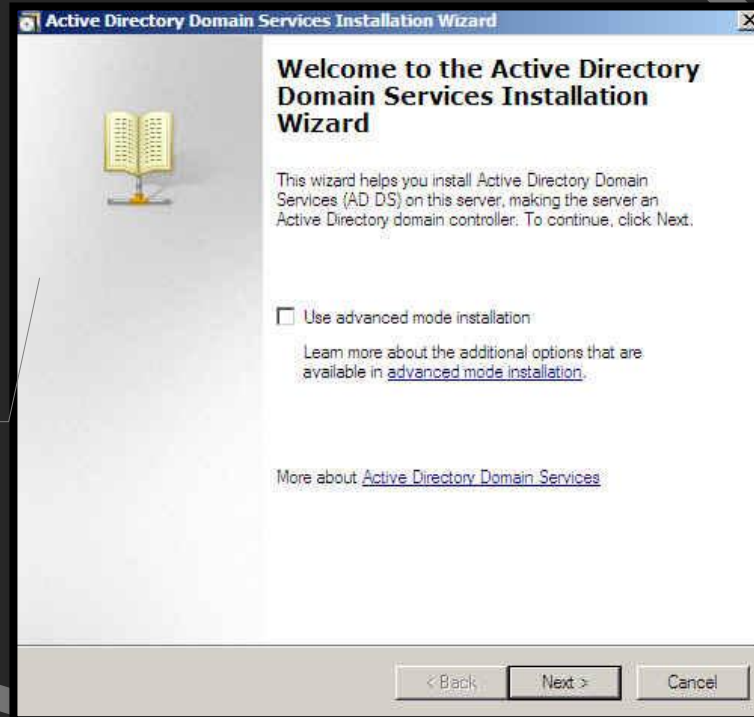 Active Directory Domain Services Installation Wizard
Welcome to the Active Directory
Domain Services Installation
Wizard
This wizard helps you install Active Directory Domain
Services (AD DS) on this server, making the server an
Active Directory domain controller. To continue, click Next.
Use advanced mode installation
Learn more about the additional options that are
available in advanced mode installation.
More about Active Directory Domain Services
< Back Next > Cancel